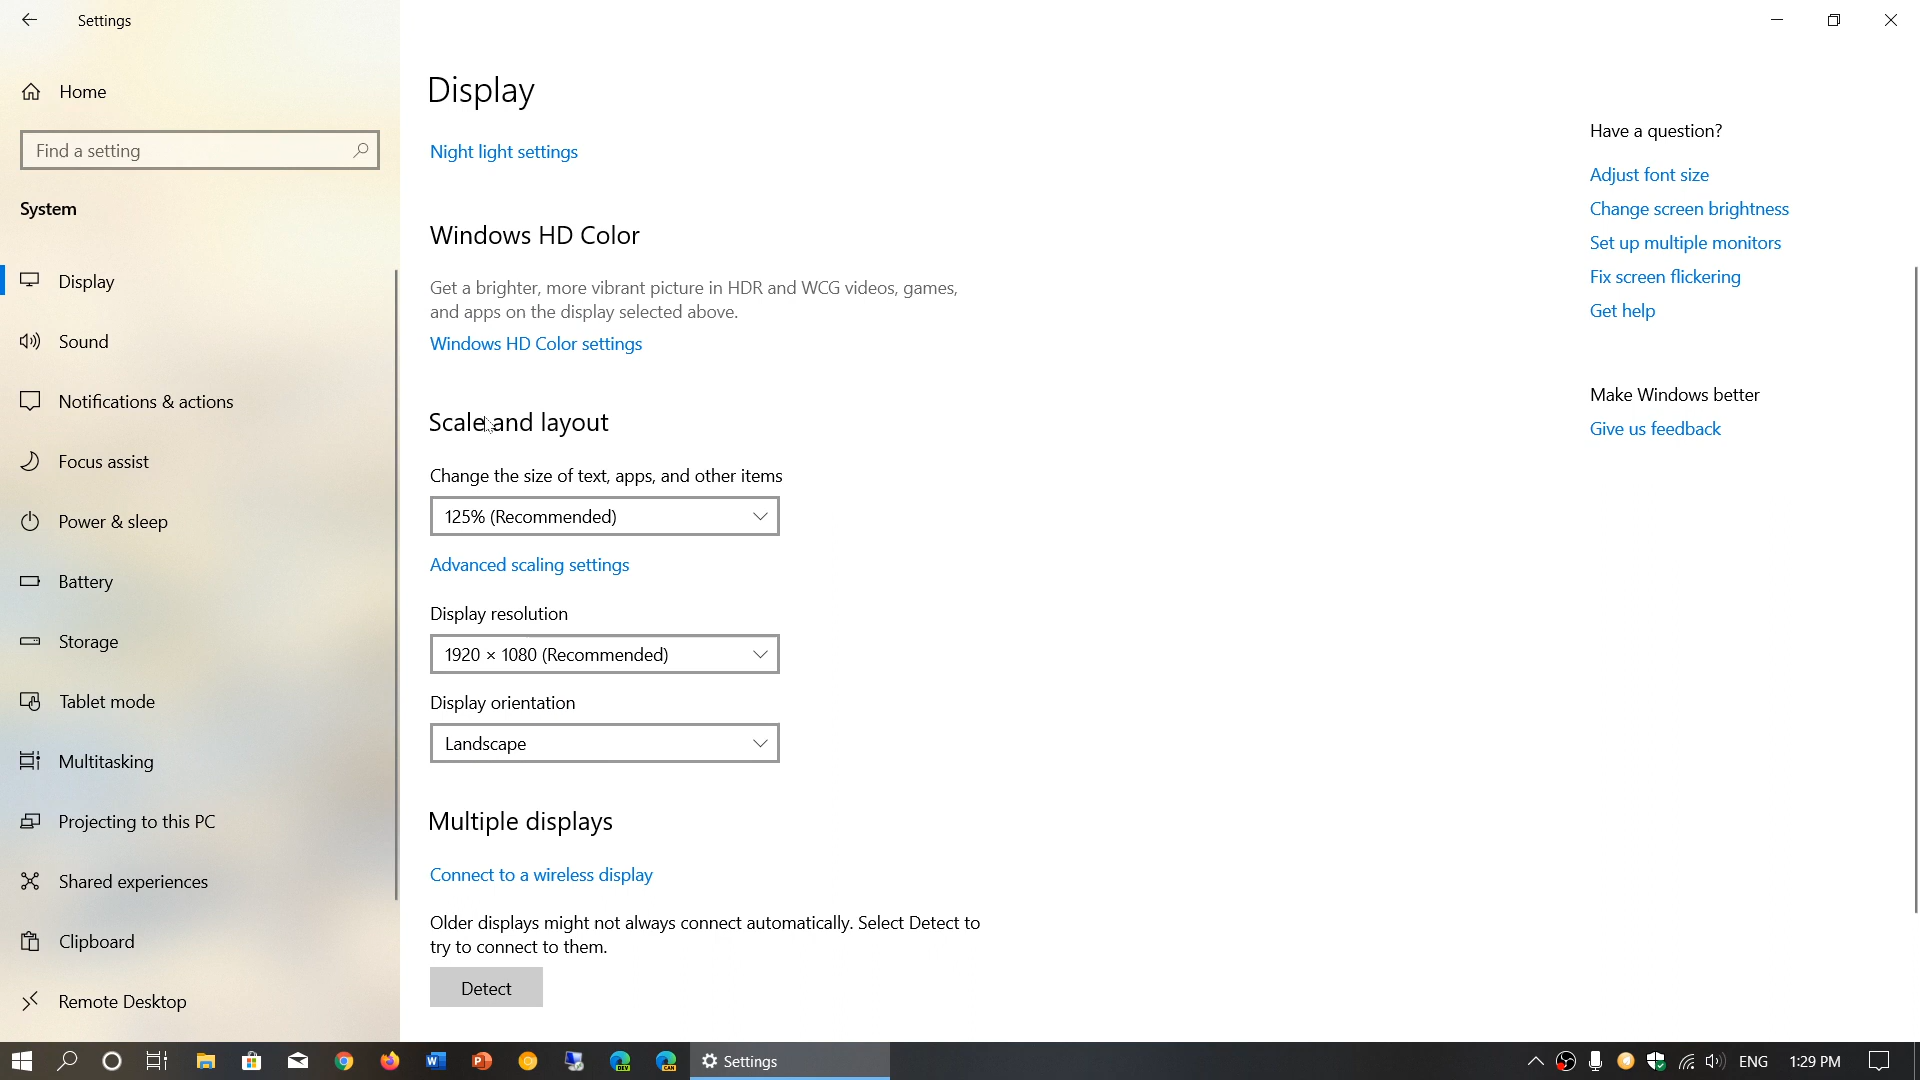 Settings
Home
Find a setting
System
Display
Sound
Notifications & actions
Focus assist
Power & sleep
Battery
Storage
Tablet mode
Multitasking
Projecting to this PC
Shared experiences
Clipboard
Remote Desktop
Display
Night light settings
Windows HD Color
Get a brighter, more vibrant picture in HDR and WCG videos, games,
and apps on the display selected above.
Windows HD Color settings
Scale and layout
Change the size of text, apps, and other items
125% (Recommended)
Advanced scaling settings
Display resolution
1920 × 1080 (Recommended)
Display orientation
Landscape
Multiple displays
Connect to a wireless display
Older displays might not always connect automatically. Select Detect to
try to connect to them.
Detect
Have a question?
Adjust font size
Change screen brightness
Set up multiple monitors
Fix screen flickering
Get help
Make Windows better
Give us feedback
W
P
DEV
CAN
Settings
ENG
1:29 PM